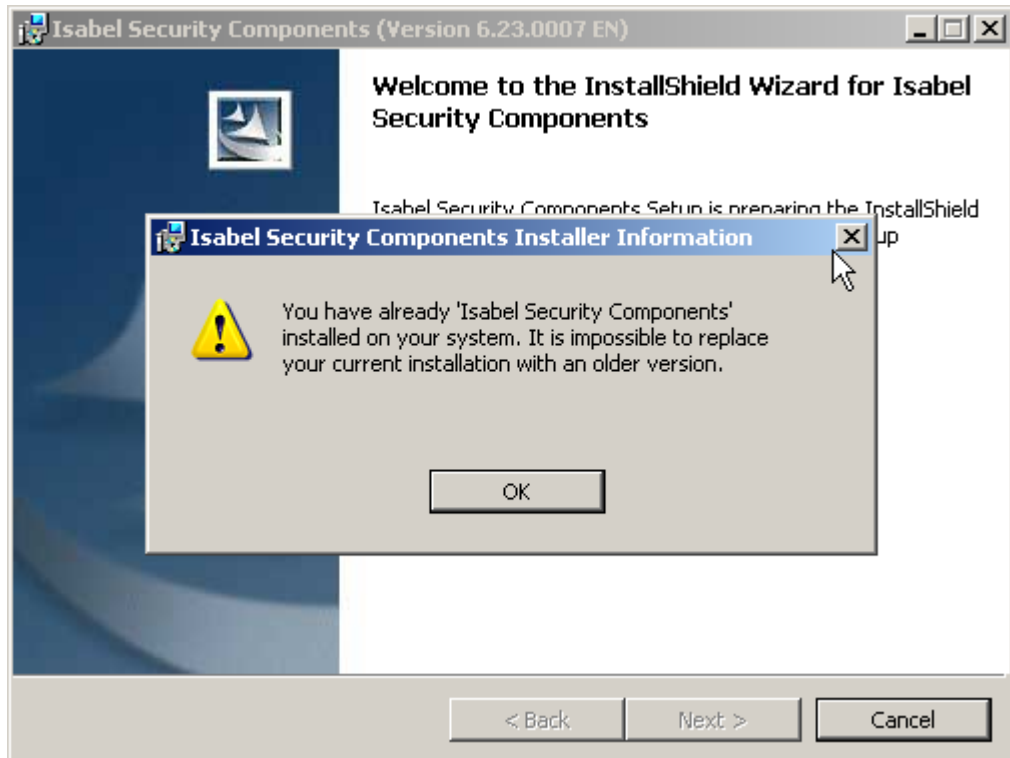 Isabel Security Components (Version 6.23.0007 EN)
Welcome to the InstallShield Wizard for Isabel
Security Components
Isabel Security Components Setup is preparing the InstallShield
up
Isabel Security Components Installer Information
You have already 'Isabel Security Components'
installed on your system. It is impossible to replace
your current installation with an older version.
OK
< Back
Next >
Cancel